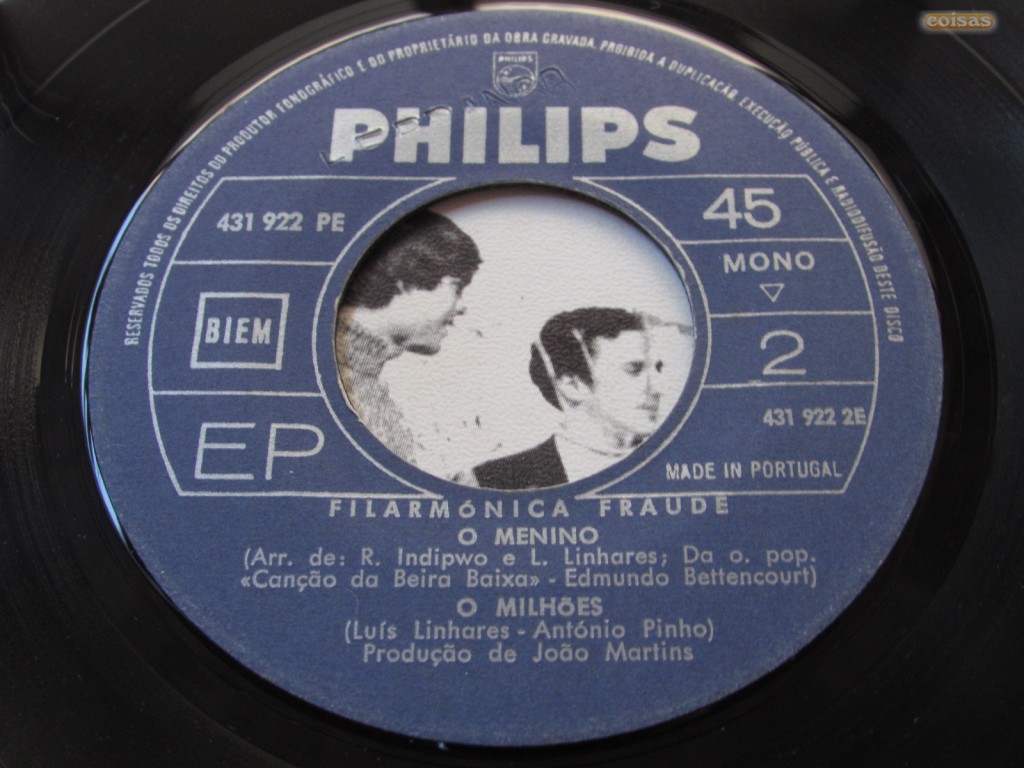 coisas
RESERVADOS TODOS OS DIREITOS DO PRODUTOR FONOGRÁFICO E DO PROPRIETÁRIO DA OBRA GRAVADA. PROIBIDA A DUPLICAÇÃO, EXECUÇÃO PÚBLICA E RADIODIFUSÃO DESTE DISCO
PHILIPS
PHILIPS
431 922 PE
45
MONO
BIEM
2
EP
431 922 2E
MADE IN PORTUGAL
FILARMÓNICA FRAUDE
O MENINO
(Arr. de: R. Indipwo e L. Linhares; Da o. pop.
«Canção da Beira Baixa» - Edmundo Bettencourt)
O MILHÕES
(Luís Linhares - António Pinho)
Produção de João Martins